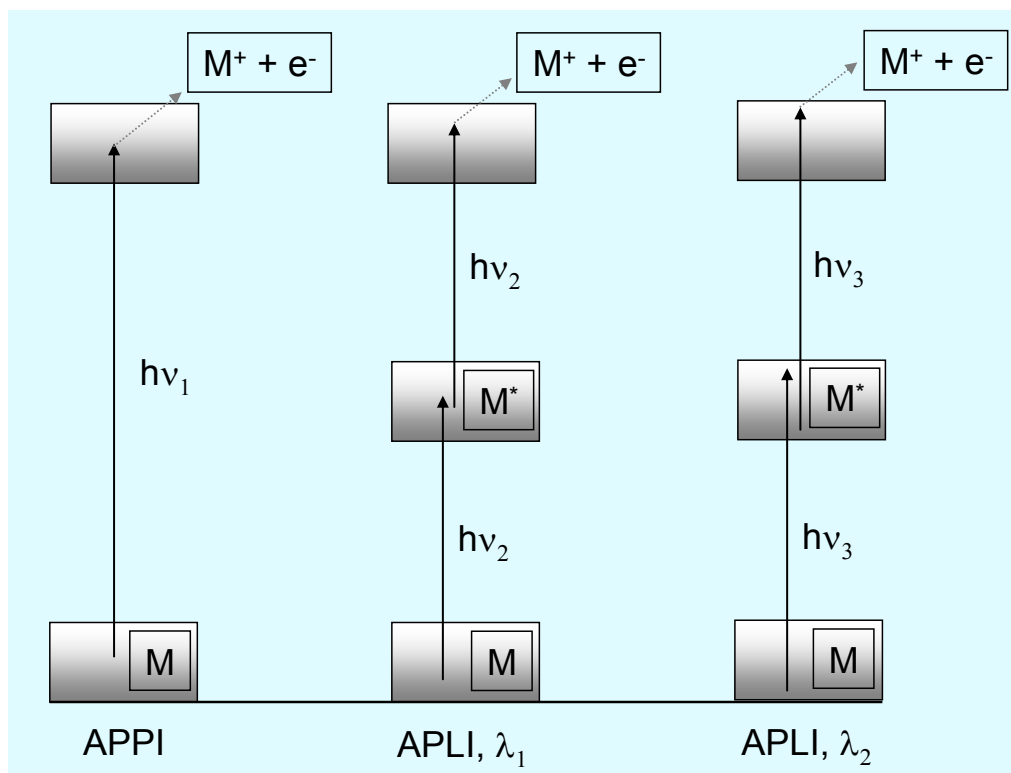 M⁺ + e⁻
M⁺ + e⁻
M⁺ + e⁻
hν₂
hν₃
hν₁
M*
M*
hν₂
hν₃
M
M
M
APPI
APLI, λ₁
APLI, λ₂